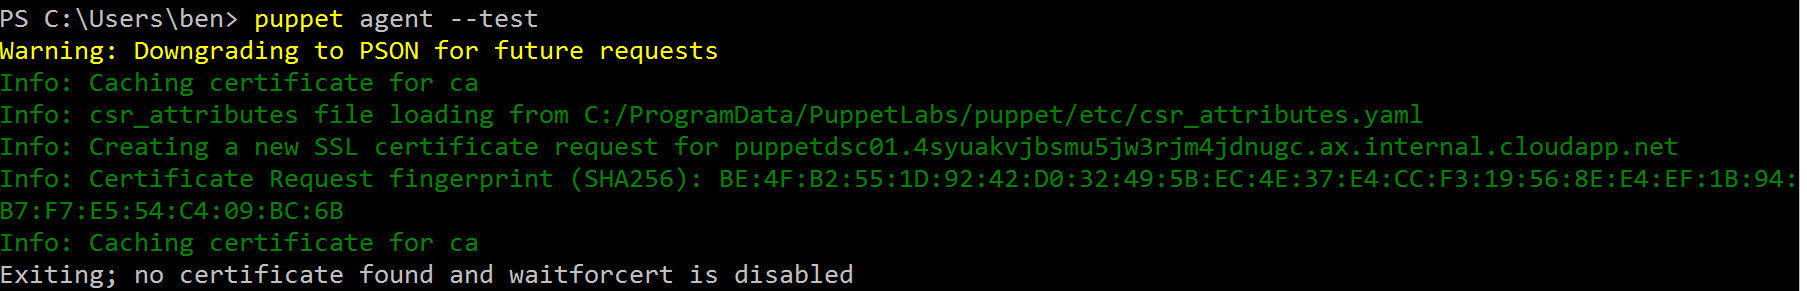 PS C:\Users\ben> puppet agent --test
Warning: Downgrading to PSON for future requests
Info: Caching certificate for ca
Info: csr_attributes file loading from C:/ProgramData/PuppetLabs/puppet/etc/csr_attributes.yaml
Info: Creating a new SSL certificate request for puppetdsc01.4syuakvjbsmu5jw3rjm4jdnugc.ax.internal.cloudapp.net
Info: Certificate Request fingerprint (SHA256): BE:4F:B2:55:1D:92:42:D0:32:49:5B:EC:4E:37:E4:CC:F3:19:56:8E:E4:EF:1B:94:
B7:F7:E5:54:C4:09:BC:6B
Info: Caching certificate for ca
Exiting; no certificate found and waitforcert is disabled